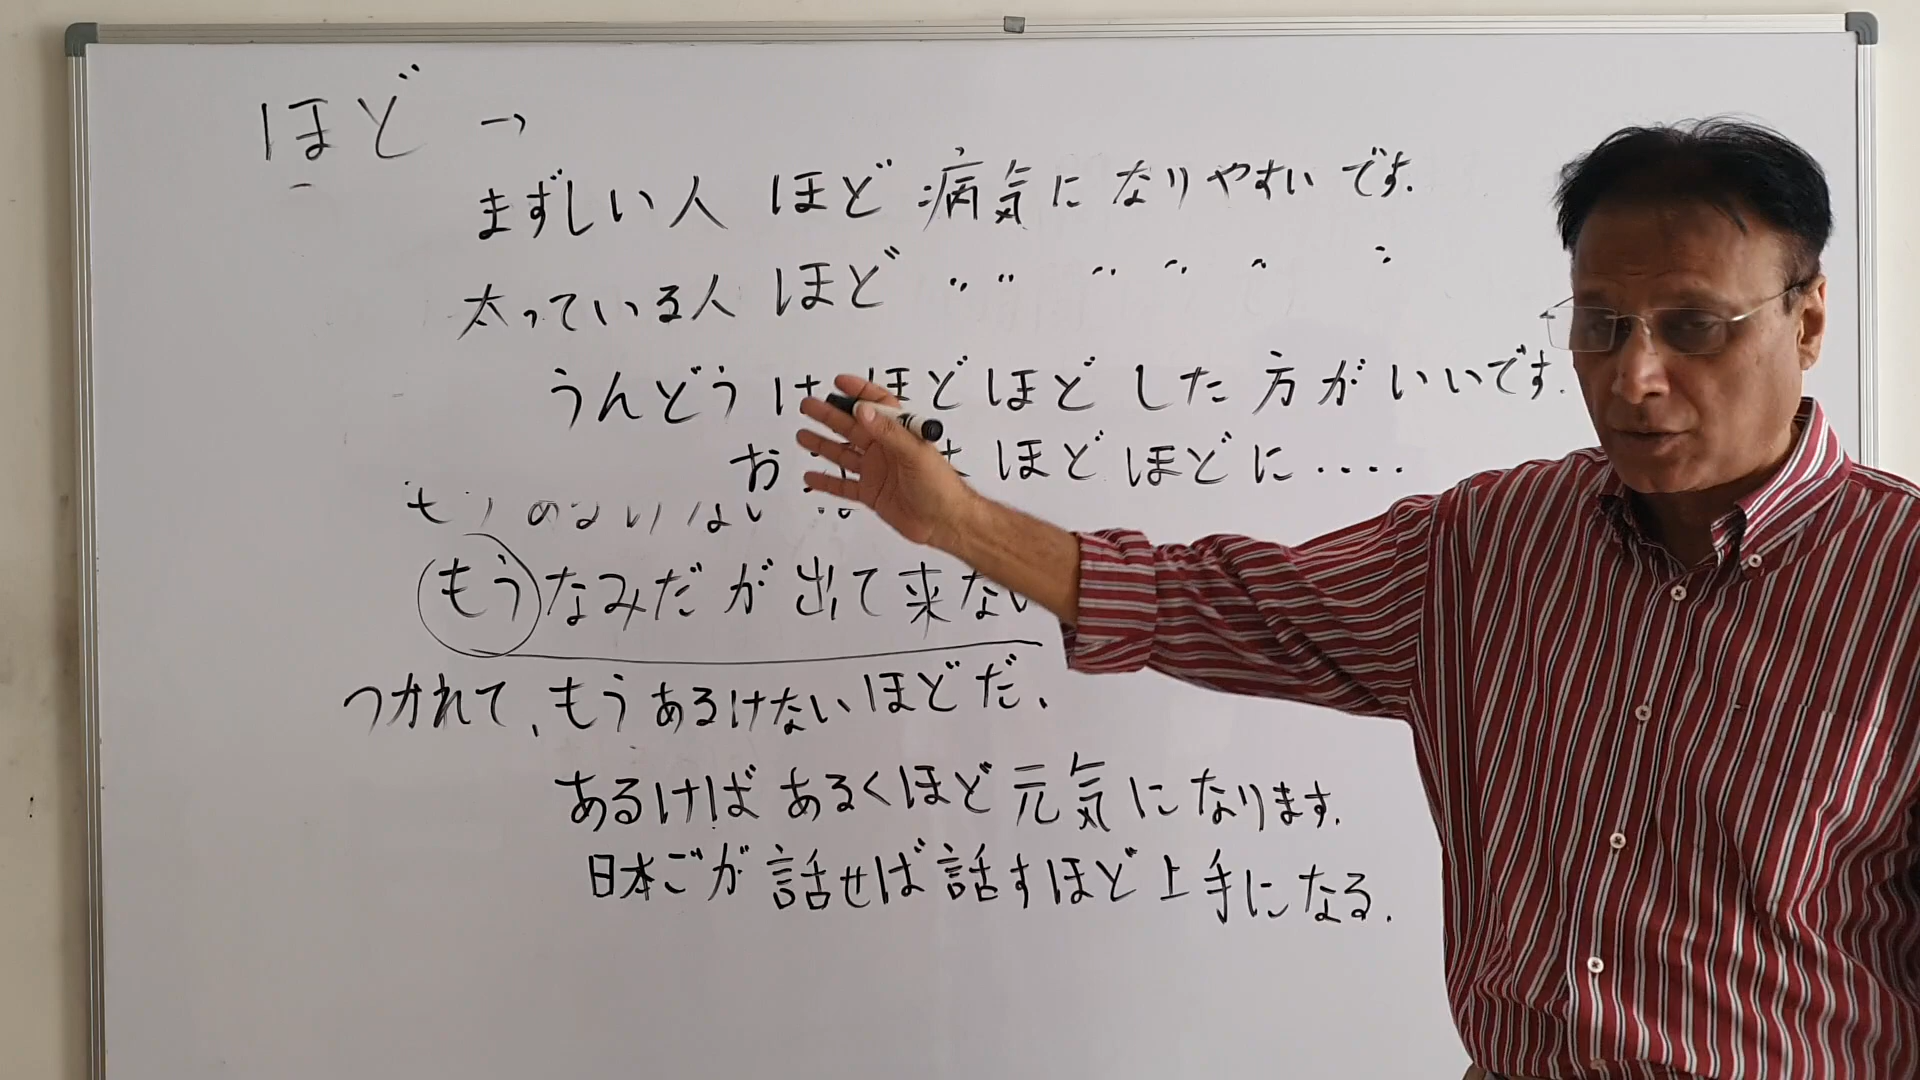 ほど →
まずしい人 ほど 病気に なりやすい です.
太っている人 ほど 〃 〃 〃 〃 〃 〃
うんどう は ほどほど した 方が いいです.
お は ほどほどに ‥‥
(もう)なみだ が 出て 来ない
つかれて、もう あるけない ほど だ、
あるけば あるくほど 元気に なります.
日本ごが 話せば 話す ほど 上手に なる.